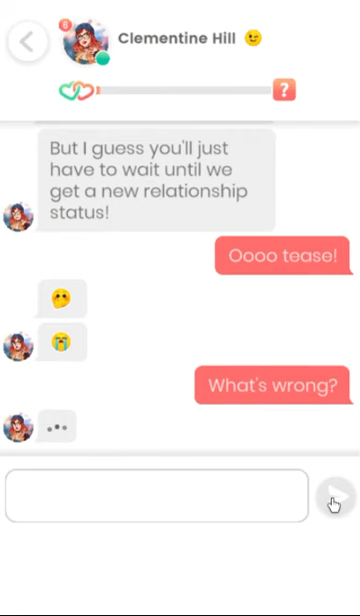 6
Clementine Hill 😉
?
But I guess you'll just
have to wait until we
get a new relationship
status!
Oooo tease!
🤭
😭
What's wrong?